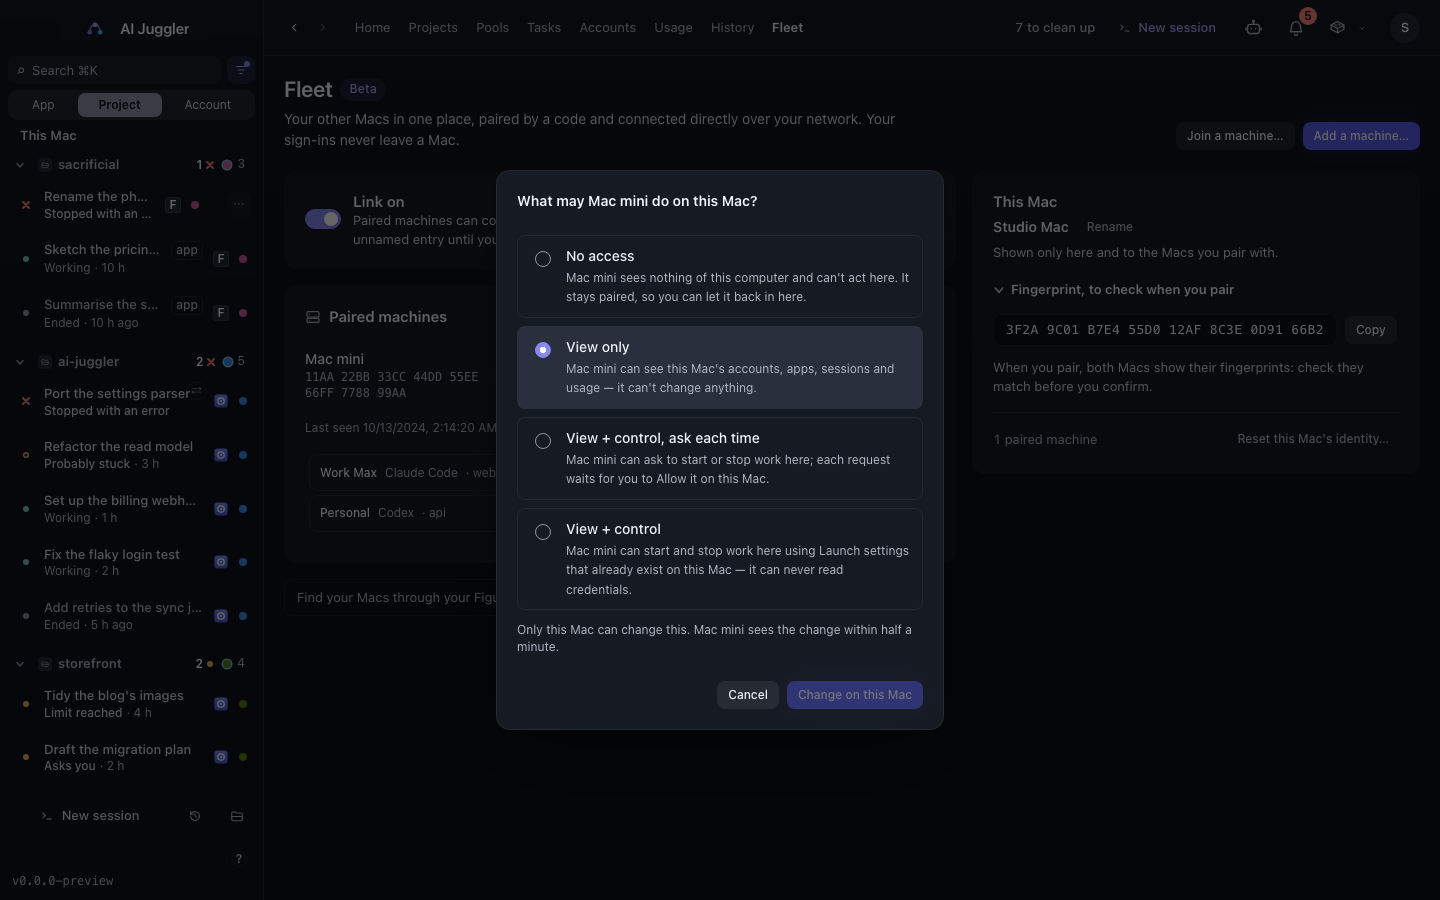 AI Juggler
Search ⌘K
App
Project
Account
This Mac
sacrificial
1
3
Rename the ph...
Stopped with an ...
F
Sketch the pricin...
app
Working · 10 h
F
Summarise the s...
app
Ended · 10 h ago
F
ai-juggler
2
5
Port the settings parser
Stopped with an error
Refactor the read model
Probably stuck · 3 h
Set up the billing webh...
Working · 1 h
Fix the flaky login test
Working · 2 h
Add retries to the sync j...
Ended · 5 h ago
storefront
2
4
Tidy the blog's images
Limit reached · 4 h
Draft the migration plan
Asks you · 2 h
New session
?
v0.0.0-preview
Home
Projects
Pools
Tasks
Accounts
Usage
History
Fleet
7 to clean up
New session
5
S
Fleet
Beta
Your other Macs in one place, paired by a code and connected directly over your network. Your
sign-ins never leave a Mac.
Join a machine...
Add a machine...
Link on
Paired machines can co
unnamed entry until you
Paired machines
Mac mini
11AA 22BB 33CC 44DD 55EE
66FF 7788 99AA
Last seen 10/13/2024, 2:14:20 AM
Work Max Claude Code · web
Personal Codex · api
Find your Macs through your Figu
What may Mac mini do on this Mac?
No access
Mac mini sees nothing of this computer and can't act here. It
stays paired, so you can let it back in here.
View only
Mac mini can see this Mac's accounts, apps, sessions and
usage — it can't change anything.
View + control, ask each time
Mac mini can ask to start or stop work here; each request
waits for you to Allow it on this Mac.
View + control
Mac mini can start and stop work here using Launch settings
that already exist on this Mac — it can never read
credentials.
Only this Mac can change this. Mac mini sees the change within half a
minute.
Cancel
Change on this Mac
This Mac
Studio Mac
Rename
Shown only here and to the Macs you pair with.
Fingerprint, to check when you pair
3F2A 9C01 B7E4 55D0 12AF 8C3E 0D91 66B2
Copy
When you pair, both Macs show their fingerprints: check they
match before you confirm.
1 paired machine
Reset this Mac's identity...